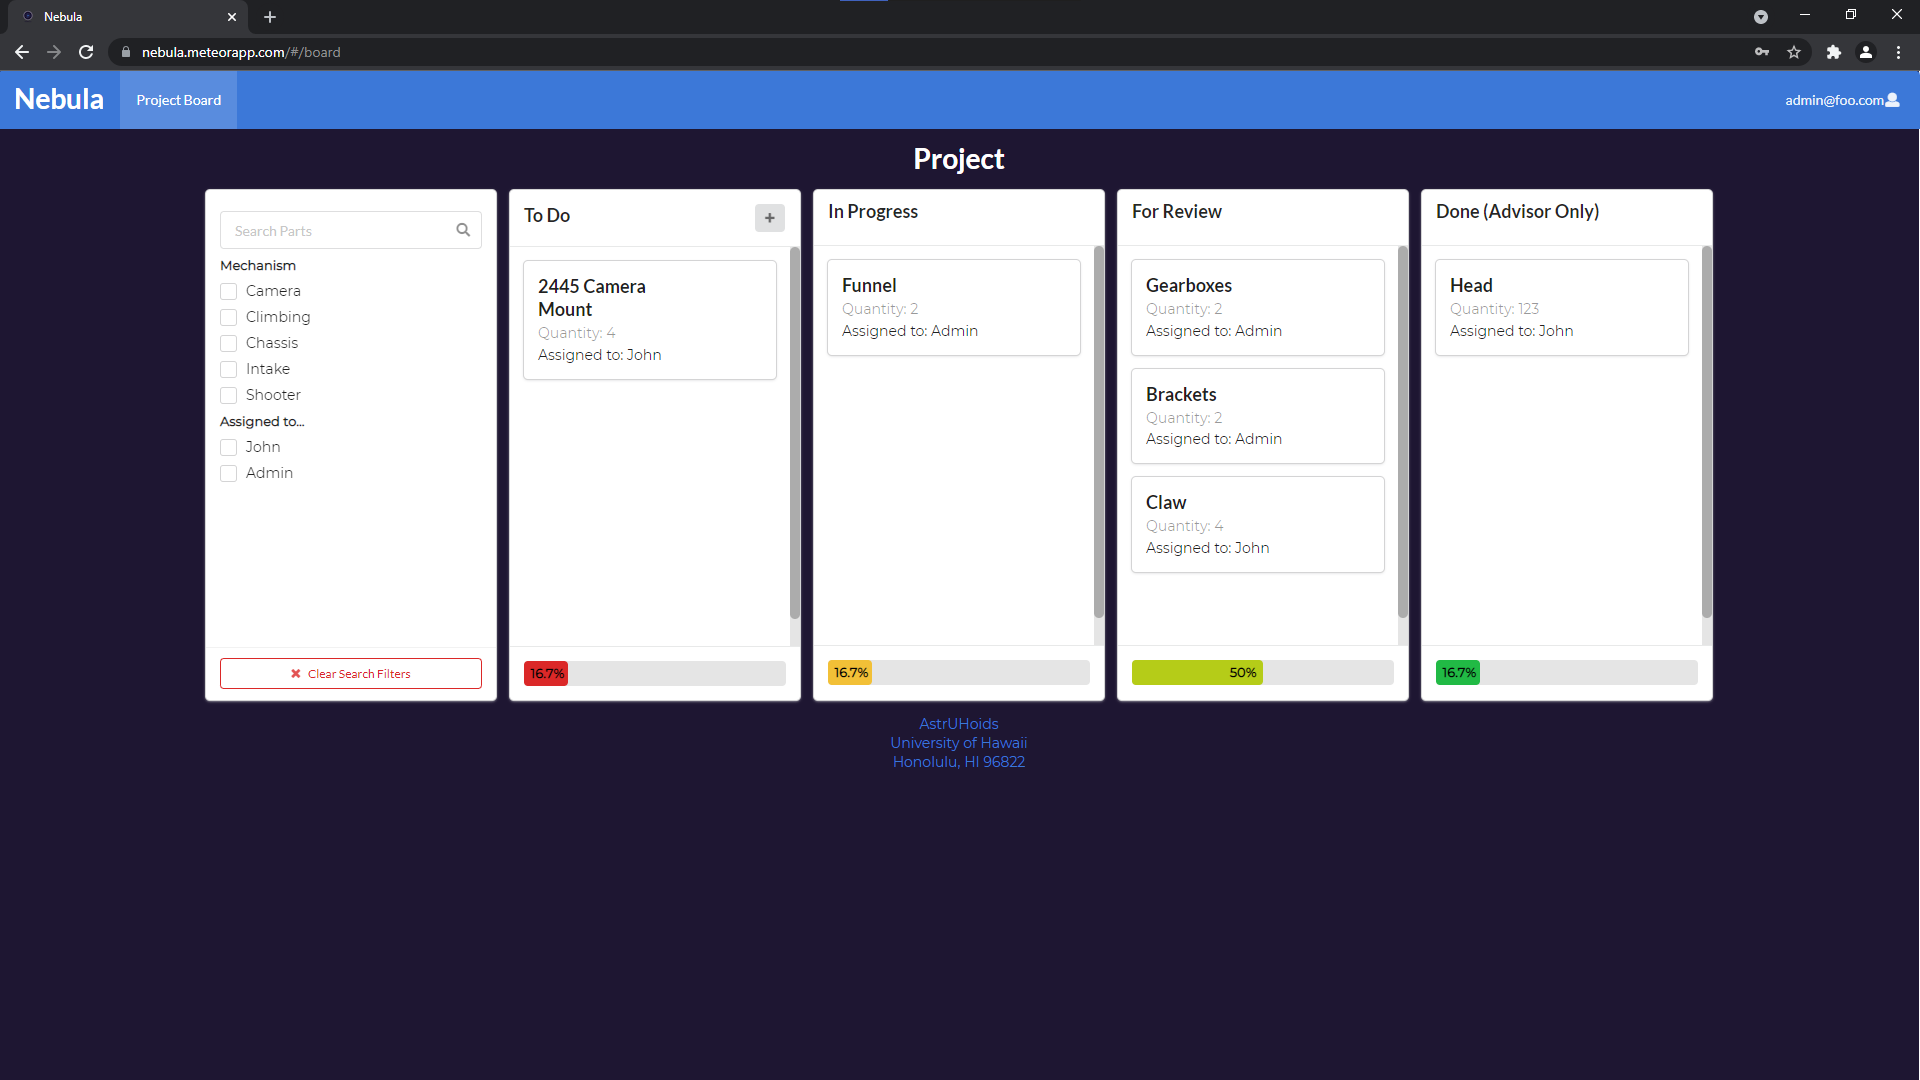 Nebula
nebula.meteorapp.com/#/board
Nebula
Project Board
admin@foo.com
Project
Search Parts
Mechanism
Camera
Climbing
Chassis
Intake
Shooter
Assigned to...
John
Admin
Clear Search Filters
To Do
2445 Camera
Mount
Quantity: 4
Assigned to: John
16.7%
In Progress
Funnel
Quantity: 2
Assigned to: Admin
16.7%
For Review
Gearboxes
Quantity: 2
Assigned to: Admin
Brackets
Quantity: 2
Assigned to: Admin
Claw
Quantity: 4
Assigned to: John
50%
Done (Advisor Only)
Head
Quantity: 123
Assigned to: John
16.7%
AstrUHoids
University of Hawaii
Honolulu, HI 96822